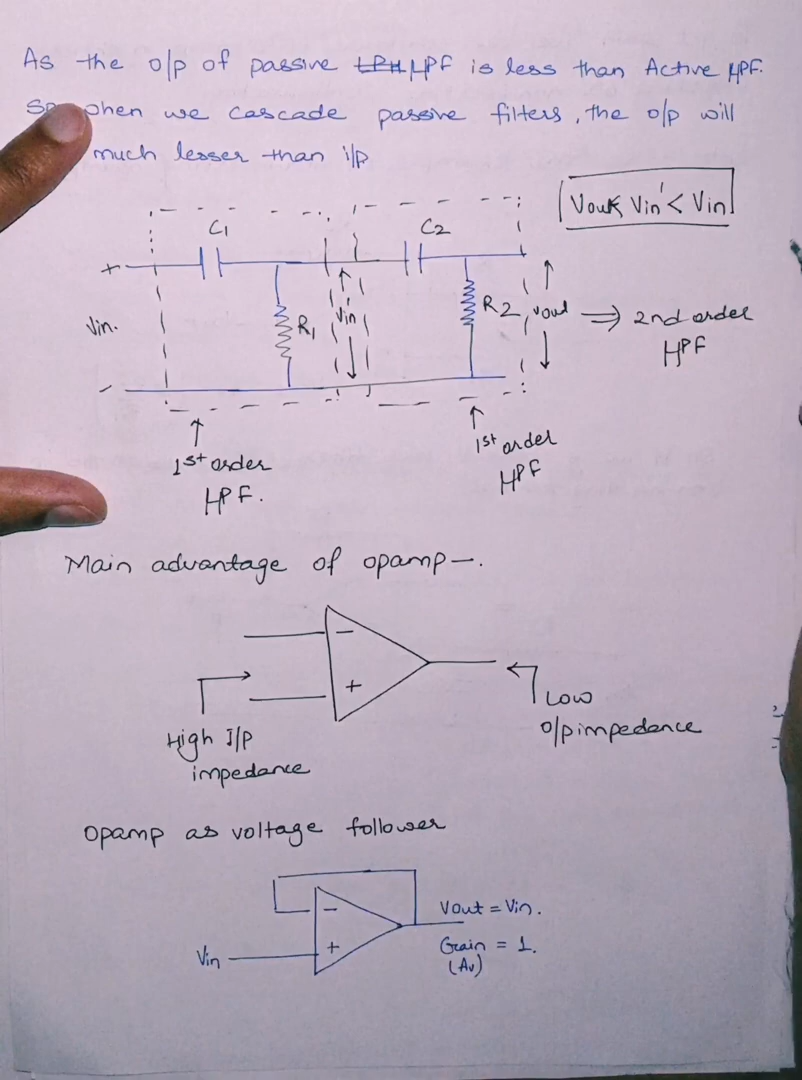 As the o/p of passive HPF is less than Active HPF.
So when we cascade passive filters, the o/p will
much lesser than i/p
Vout < Vin' < Vin
C1
C2
+
Vin.
R1
Vin'
R2
Vout
⇒ 2nd order
HPF
-
1st order
HPF.
1st order
HPF
Main advantage of opamp -.
-
+
High I/P
impedance
Low
o/p impedance
Opamp as voltage follower
-
+
Vin
Vout = Vin.
Gain = 1.
(Av)